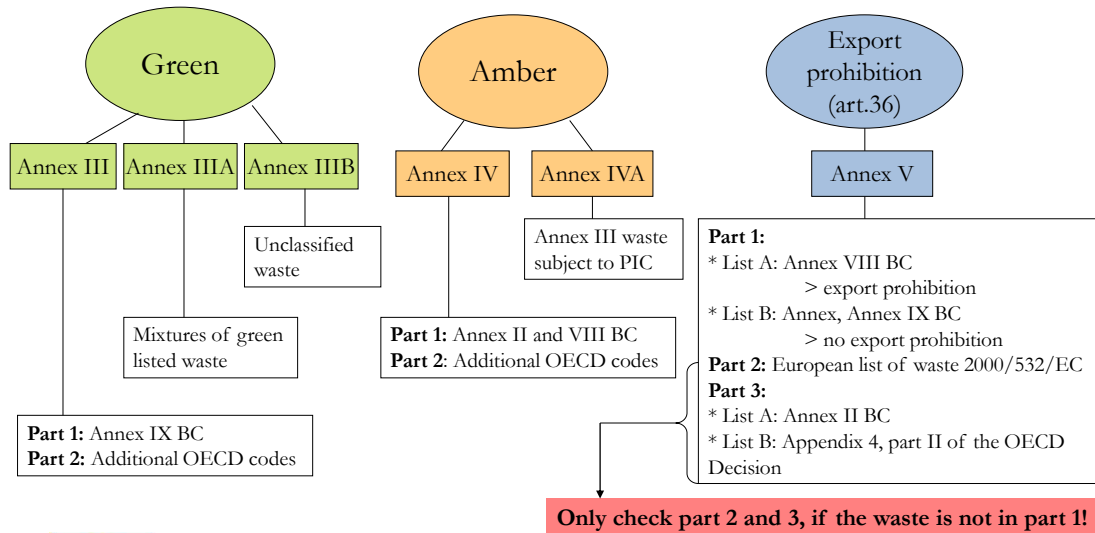 Green
Amber
Export
prohibition
(art.36)
Annex III
Annex IIIA
Annex IIIB
Annex IV
Annex IVA
Annex V
Unclassified
waste
Mixtures of green
listed waste
Part 1: Annex IX BC
Part 2: Additional OECD codes
Annex III waste
subject to PIC
Part 1: Annex II and VIII BC
Part 2: Additional OECD codes
Part 1:
* List A: Annex VIII BC
> export prohibition
* List B: Annex, Annex IX BC
> no export prohibition
Part 2: European list of waste 2000/532/EC
Part 3:
* List A: Annex II BC
* List B: Appendix 4, part II of the OECD
Decision
Only check part 2 and 3, if the waste is not in part 1!